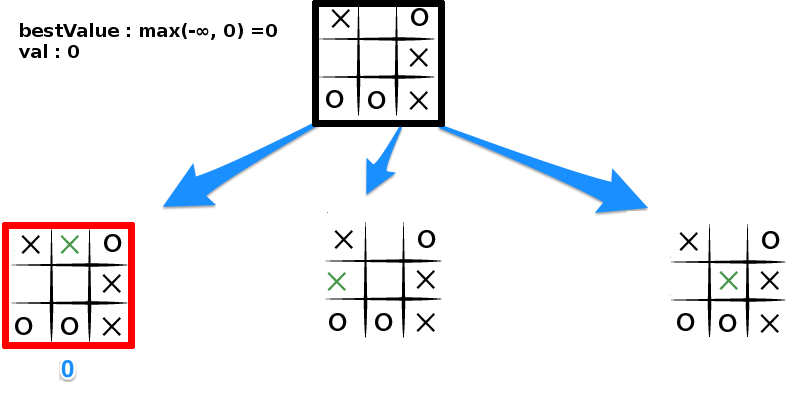 bestValue : max(-∞, 0) =0
val : 0
X O
X
O O X
X X O
X
O O X
X O
X X
O O X
X O
X X
O O X
0